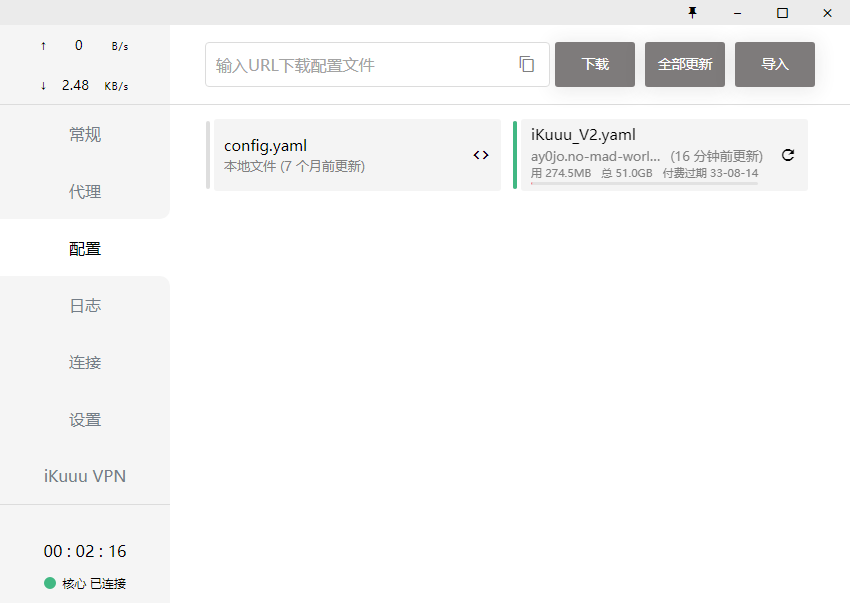 ↑ 0 B/s
↓ 2.48 KB/s
常规
代理
配置
日志
连接
设置
iKuuu VPN
00 : 02 : 16
核心 已连接
输入URL下载配置文件
下载
全部更新
导入
config.yaml
本地文件 (7 个月前更新)
iKuuu_V2.yaml
ay0jo.no-mad-worl... (16 分钟前更新)
用 274.5MB 总 51.0GB 付费过期 33-08-14